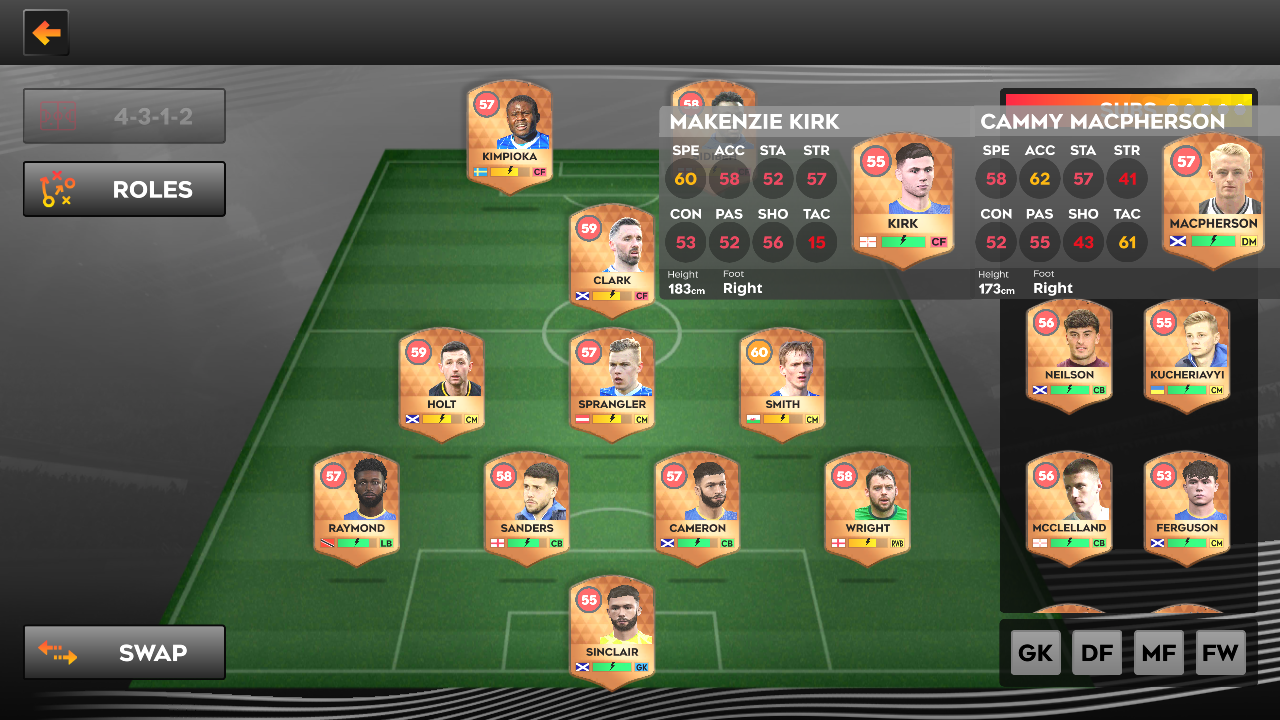 4-3-1-2
ROLES
57
KIMPIOKA
CF
58
SUBS
MAKENZIE KIRK
SPE ACC STA STR
60 58 52 57
CON PAS SHO TAC
53 52 56 15
Height Foot
183cm Right
55
KIRK
CF
CAMMY MACPHERSON
SPE ACC STA STR
58 62 57 41
CON PAS SHO TAC
52 55 43 61
Height Foot
173cm Right
57
MACPHERSON
DM
59
CLARK
CF
59
HOLT
CM
57
SPRANGLER
CM
60
SMITH
CM
56
NEILSON
CB
55
KUCHERIAVYI
CM
57
RAYMOND
LB
58
SANDERS
CB
57
CAMERON
CB
58
WRIGHT
RWB
56
MCCLELLAND
CB
53
FERGUSON
CM
55
SINCLAIR
GK
SWAP
GK DF MF FW